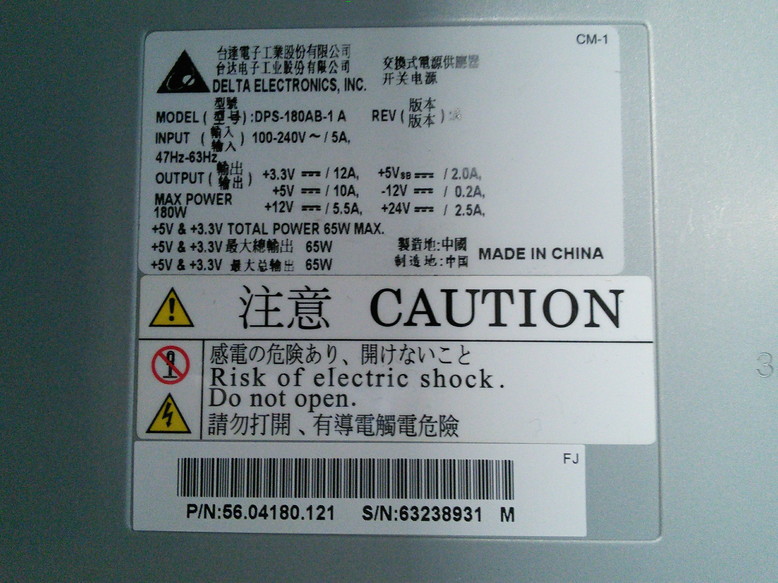 CM-1
台達電子工業股份有限公司
台达电子工业股份有限公司
DELTA ELECTRONICS, INC.
交換式電源供應器
开关电源
MODEL (型號/型号):DPS-180AB-1 A REV (版本/版本)
INPUT (輸入/输入) 100-240V ~ / 5A,
47Hz-63Hz
OUTPUT (輸出/输出) +3.3V ⎓ / 12A, +5VSB ⎓ / 2.0A,
+5V ⎓ / 10A, -12V ⎓ / 0.2A,
MAX POWER
180W
+12V ⎓ / 5.5A, +24V ⎓ / 2.5A,
+5V & +3.3V TOTAL POWER 65W MAX.
+5V & +3.3V 最大總輸出 65W
+5V & +3.3V 最大总输出 65W
製造地:中國
制造地:中国
MADE IN CHINA
注意 CAUTION
感電の危険あり、開けないこと
Risk of electric shock.
Do not open.
請勿打開、有導電觸電危險
FJ
P/N:56.04180.121 S/N:63238931 M
3